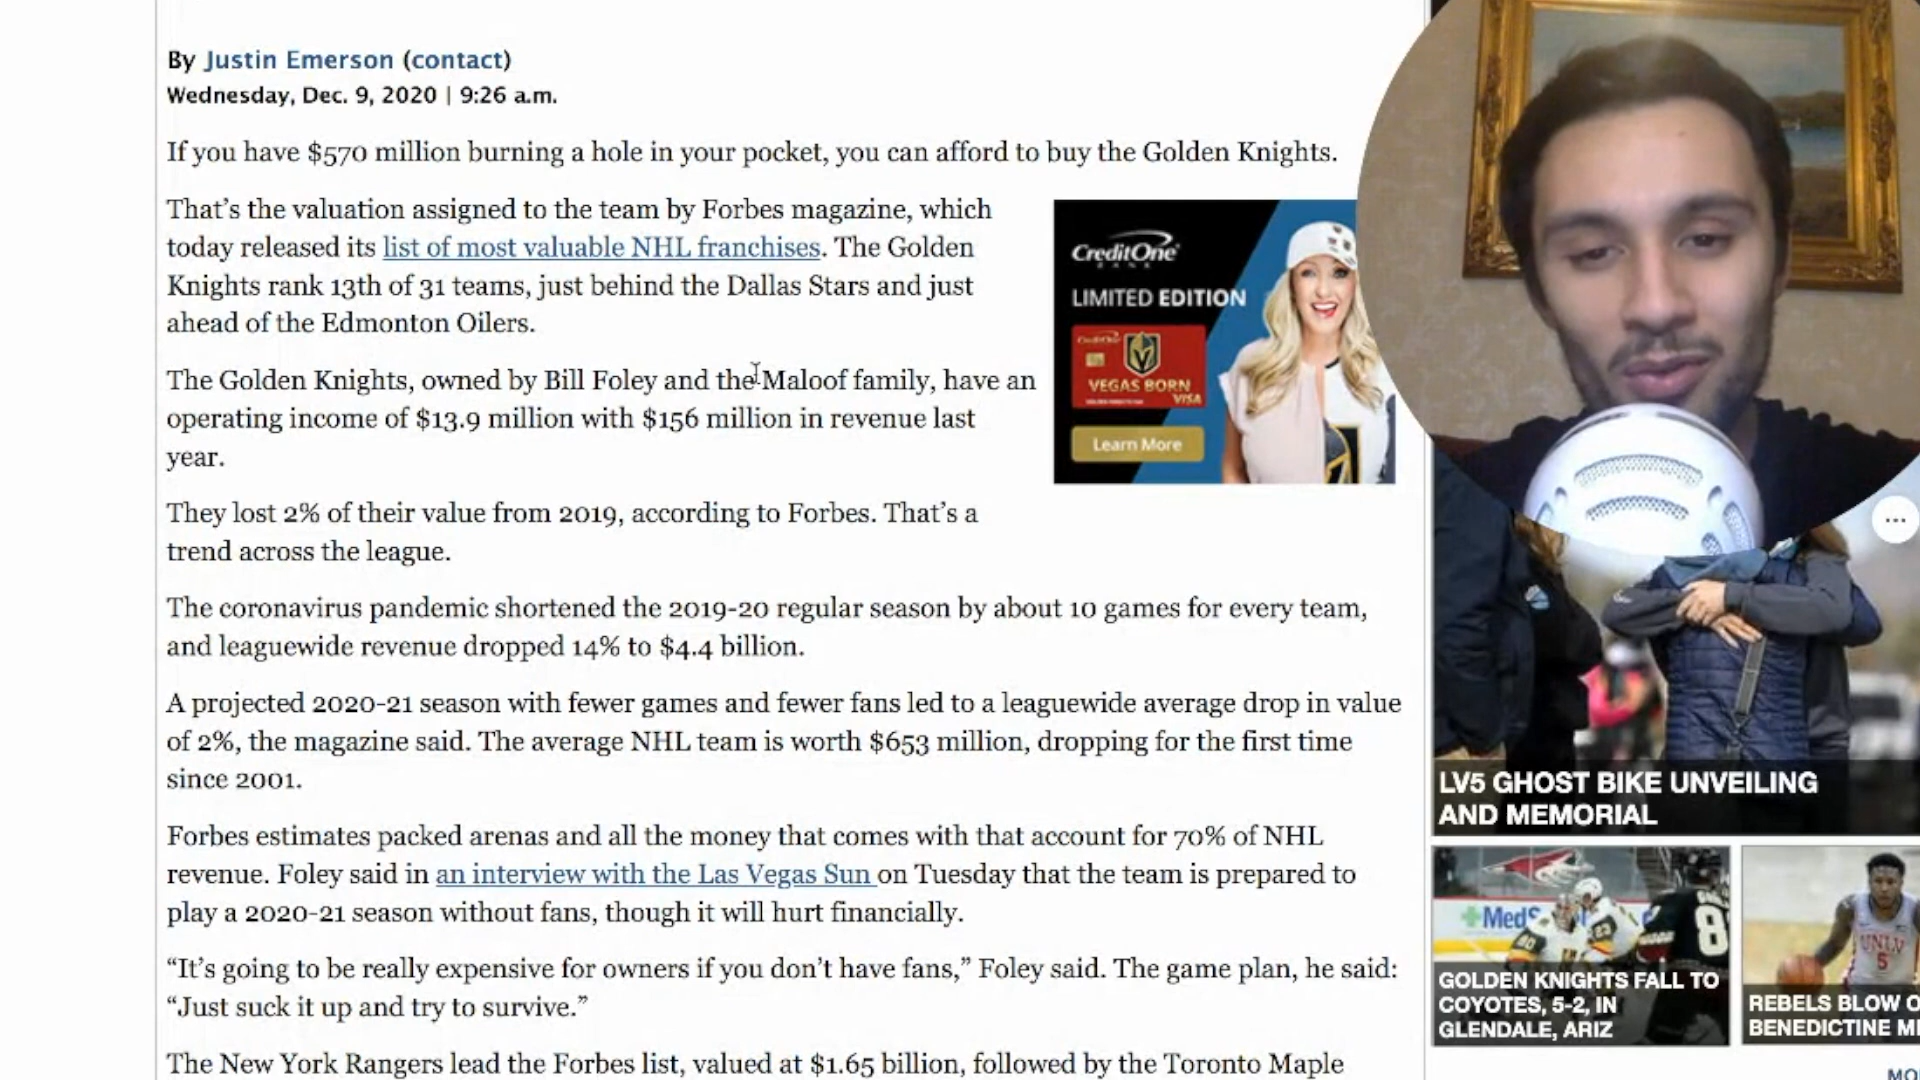 By Justin Emerson (contact)
Wednesday, Dec. 9, 2020 | 9:26 a.m.
If you have $570 million burning a hole in your pocket, you can afford to buy the Golden Knights.
That’s the valuation assigned to the team by Forbes magazine, which
today released its list of most valuable NHL franchises. The Golden
Knights rank 13th of 31 teams, just behind the Dallas Stars and just
ahead of the Edmonton Oilers.
The Golden Knights, owned by Bill Foley and the Maloof family, have an
operating income of $13.9 million with $156 million in revenue last
year.
They lost 2% of their value from 2019, according to Forbes. That’s a
trend across the league.
The coronavirus pandemic shortened the 2019-20 regular season by about 10 games for every team,
and leaguewide revenue dropped 14% to $4.4 billion.
A projected 2020-21 season with fewer games and fewer fans led to a leaguewide average drop in value
of 2%, the magazine said. The average NHL team is worth $653 million, dropping for the first time
since 2001.
Forbes estimates packed arenas and all the money that comes with that account for 70% of NHL
revenue. Foley said in an interview with the Las Vegas Sun on Tuesday that the team is prepared to
play a 2020-21 season without fans, though it will hurt financially.
“It’s going to be really expensive for owners if you don’t have fans,” Foley said. The game plan, he said:
“Just suck it up and try to survive.”
The New York Rangers lead the Forbes list, valued at $1.65 billion, followed by the Toronto Maple
CreditOne
BANK
LIMITED EDITION
CreditOne
VEGAS BORN
VISA
Learn More
LV5 GHOST BIKE UNVEILING
AND MEMORIAL
MedS
90
23
8
GOLDEN KNIGHTS FALL TO
COYOTES, 5-2, IN
GLENDALE, ARIZ
UNLV
5
REBELS BLOW O
BENEDICTINE M
MO